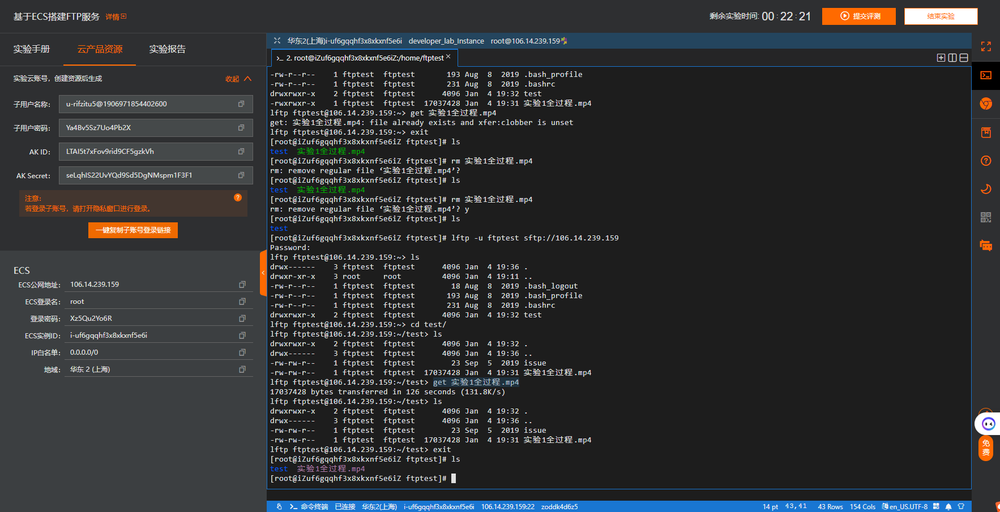 基于ECS搭建FTP服务 详情
剩余实验时间: 00 : 22 : 21
提交评测
结束实验
实验手册 云产品资源 实验报告
实验云账号，创建资源后生成 收起
子用户名称： u-rifzitu5@1906971854402600
子用户密码： Ya4Bv5Sz7Uo4Pb2X
AK ID： LTAI5t7xFov9rid9CF5gzkVh
AK Secret： seLqhIS22UvYQd9Sd5DgNMspm1F3F1
注意：
若登录子账号，请打开隐私窗口进行登录。
一键复制子账号登录链接
ECS
ECS公网地址： 106.14.239.159
ECS登录名： root
登录密码： Xz5Qu2Yo6R
ECS实例ID： i-uf6gqqhf3x8xkxnf5e6i
IP白名单： 0.0.0.0/0
地域： 华东 2 (上海)
华东2(上海)i-uf6gqqhf3x8xkxnf5e6i developer_lab_Instance root@106.14.239.159
2. root@iZuf6gqqhf3x8xkxnf5e6iZ:/home/ftptest ×
-rw-r--r--    1 ftptest  ftptest       193 Aug  8  2019 .bash_profile
-rw-r--r--    1 ftptest  ftptest       231 Aug  8  2019 .bashrc
drwxrwxr-x    2 ftptest  ftptest      4096 Jan  4 19:32 test
-rwxrwxr-x    1 ftptest  ftptest  17037428 Jan  4 19:31 实验1全过程.mp4
lftp ftptest@106.14.239.159:~> get 实验1全过程.mp4
get: 实验1全过程.mp4: file already exists and xfer:clobber is unset
lftp ftptest@106.14.239.159:~> exit
[root@iZuf6gqqhf3x8xkxnf5e6iZ ftptest]# ls
test  实验1全过程.mp4
[root@iZuf6gqqhf3x8xkxnf5e6iZ ftptest]# rm 实验1全过程.mp4
rm: remove regular file ‘实验1全过程.mp4’?
[root@iZuf6gqqhf3x8xkxnf5e6iZ ftptest]# ls
test  实验1全过程.mp4
[root@iZuf6gqqhf3x8xkxnf5e6iZ ftptest]# rm 实验1全过程.mp4
rm: remove regular file ‘实验1全过程.mp4’? y
[root@iZuf6gqqhf3x8xkxnf5e6iZ ftptest]# ls
test
[root@iZuf6gqqhf3x8xkxnf5e6iZ ftptest]# lftp -u ftptest sftp://106.14.239.159
Password:
lftp ftptest@106.14.239.159:~> ls
drwx------    3 ftptest  ftptest      4096 Jan  4 19:36 .
drwxr-xr-x    3 root     root         4096 Jan  4 19:11 ..
-rw-r--r--    1 ftptest  ftptest        18 Aug  8  2019 .bash_logout
-rw-r--r--    1 ftptest  ftptest       193 Aug  8  2019 .bash_profile
-rw-r--r--    1 ftptest  ftptest       231 Aug  8  2019 .bashrc
drwxrwxr-x    2 ftptest  ftptest      4096 Jan  4 19:32 test
lftp ftptest@106.14.239.159:~> cd test/
lftp ftptest@106.14.239.159:~/test> ls
drwxrwxr-x    2 ftptest  ftptest      4096 Jan  4 19:32 .
drwx------    3 ftptest  ftptest      4096 Jan  4 19:36 ..
-rw-rw-r--    1 ftptest  ftptest        23 Sep  5  2019 issue
-rw-rw-r--    1 ftptest  ftptest  17037428 Jan  4 19:31 实验1全过程.mp4
lftp ftptest@106.14.239.159:~/test> get 实验1全过程.mp4
17037428 bytes transferred in 126 seconds (131.8K/s)
lftp ftptest@106.14.239.159:~/test> ls
drwxrwxr-x    2 ftptest  ftptest      4096 Jan  4 19:32 .
drwx------    3 ftptest  ftptest      4096 Jan  4 19:36 ..
-rw-rw-r--    1 ftptest  ftptest        23 Sep  5  2019 issue
-rw-rw-r--    1 ftptest  ftptest  17037428 Jan  4 19:31 实验1全过程.mp4
lftp ftptest@106.14.239.159:~/test> exit
[root@iZuf6gqqhf3x8xkxnf5e6iZ ftptest]# ls
test  实验1全过程.mp4
[root@iZuf6gqqhf3x8xkxnf5e6iZ ftptest]#
命令终端 已连接 华东2(上海) i-uf6gqqhf3x8xkxnf5e6i 106.14.239.159:22 zoddk4d6z5 14 pt 43,41 43 Rows 154 Cols en_US.UTF-8
免费